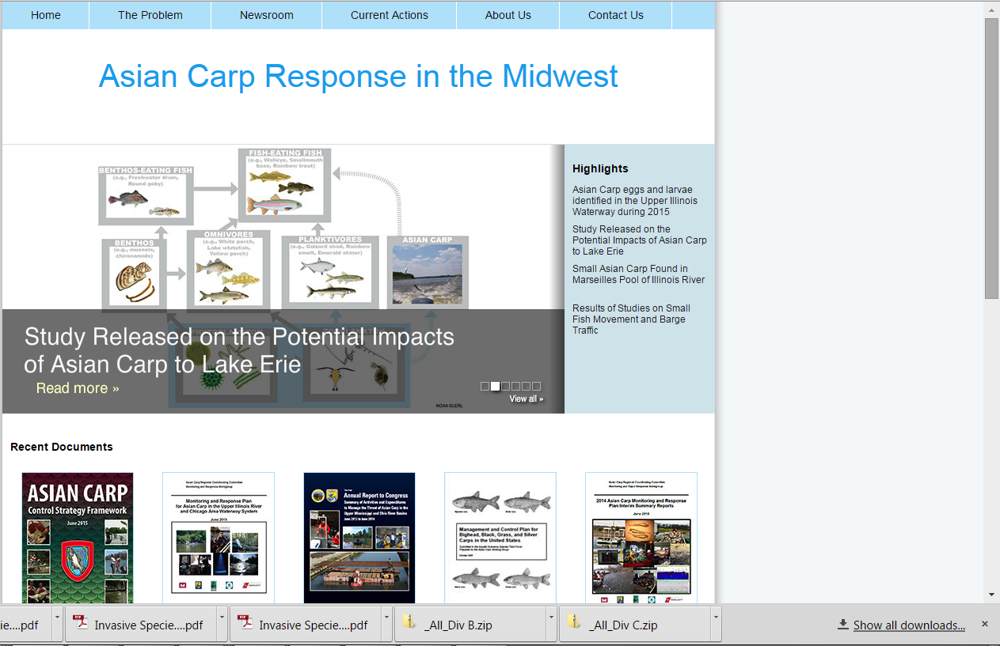 Home The Problem Newsroom Current Actions About Us Contact Us
Asian Carp Response in the Midwest
FISH-EATING FISH
(e.g., Walleye, Smallmouth
bass, Rainbow trout)
BENTHOS-EATING FISH
(e.g., Freshwater drum,
Round goby)
BENTHOS
(e.g., mussels,
chironomids)
OMNIVORES
(e.g., White perch,
Lake whitefish,
Yellow perch)
PLANKTIVORES
(e.g., Gizzard shad, Rainbow
smelt, Emerald shiner)
ASIAN CARP
Study Released on the Potential Impacts
of Asian Carp to Lake Erie
Read more »
View all »
NOAA GLERL
Highlights
Asian Carp eggs and larvae
identified in the Upper Illinois
Waterway during 2015
Study Released on the
Potential Impacts of Asian Carp
to Lake Erie
Small Asian Carp Found in
Marseilles Pool of Illinois River
Results of Studies on Small
Fish Movement and Barge
Traffic
Recent Documents
ASIAN CARP
Control Strategy Framework
June 2015
Asian Carp Regional Coordinating Committee
Monitoring and Response Workgroup
Monitoring and Response Plan
for Asian Carp in the Upper Illinois River
and Chicago Area Waterway System
June 2015
Annual Report to Congress
Summary of Activities and Expenditures
to Manage the Threat of Asian Carp in the
Upper Mississippi and Ohio River Basins
June 2012 to June 2014
Management and Control Plan for
Bighead, Black, Grass, and Silver
Carps in the United States
Asian Carp Regional Coordinating Committee
Monitoring and Response Workgroup
2014 Asian Carp Monitoring and Response
Plan Interim Summary Reports
June 2015
ie....pdf Invasive Specie....pdf Invasive Specie....pdf _All_Div B.zip _All_Div C.zip Show all downloads...